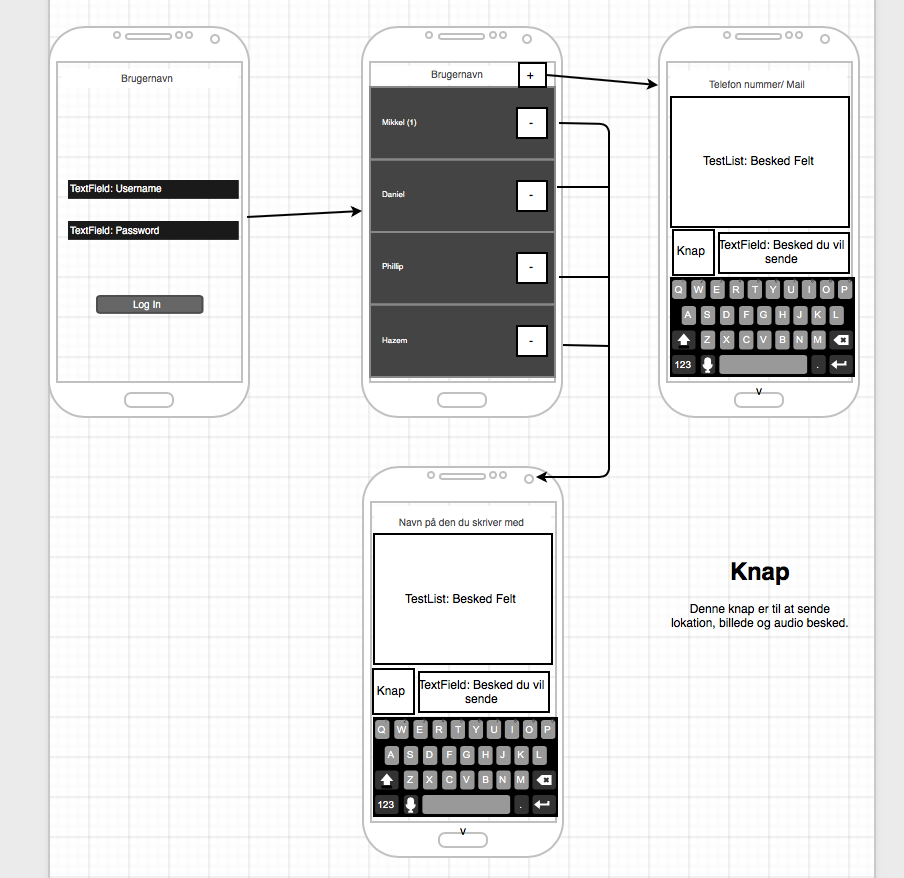 Brugernavn
TextField: Username
TextField: Password
Log In
Brugernavn
+
Mikkel (1)
-
Daniel
-
Phillip
-
Hazem
-
Telefon nummer/ Mail
TestList: Besked Felt
Knap
TextField: Besked du vil
sende
Q W E R T Y U I O P
A S D F G H J K L
Z X C V B N M
123 .
v
Navn på den du skriver med
TestList: Besked Felt
Knap
TextField: Besked du vil
sende
Q W E R T Y U I O P
A S D F G H J K L
Z X C V B N M
123 .
v
Knap
Denne knap er til at sende
lokation, billede og audio besked.